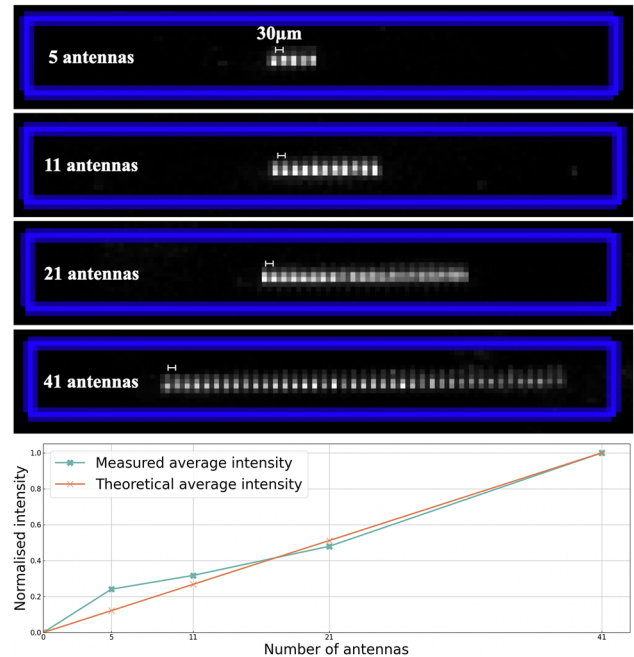 30μm
5 antennas
11 antennas
21 antennas
41 antennas
Measured average intensity
Theoretical average intensity
Normalised intensity
1.0
0.8
0.6
0.4
0.2
0.0
0
5
11
21
41
Number of antennas